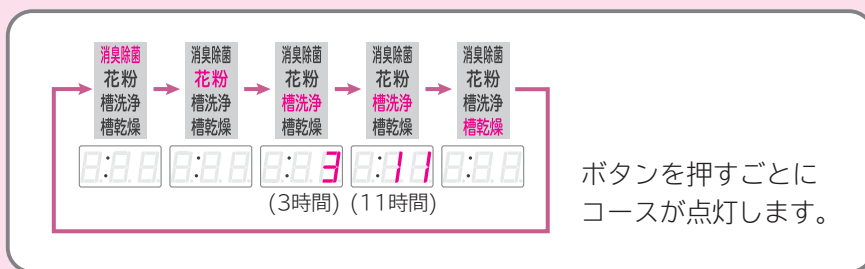 消臭除菌
花粉
槽洗浄
槽乾燥
消臭除菌
花粉
槽洗浄
槽乾燥
消臭除菌
花粉
槽洗浄
槽乾燥
消臭除菌
花粉
槽洗浄
槽乾燥
消臭除菌
花粉
槽洗浄
槽乾燥
3
11
(3時間)
(11時間)
ボタンを押すごとに
コースが点灯します。